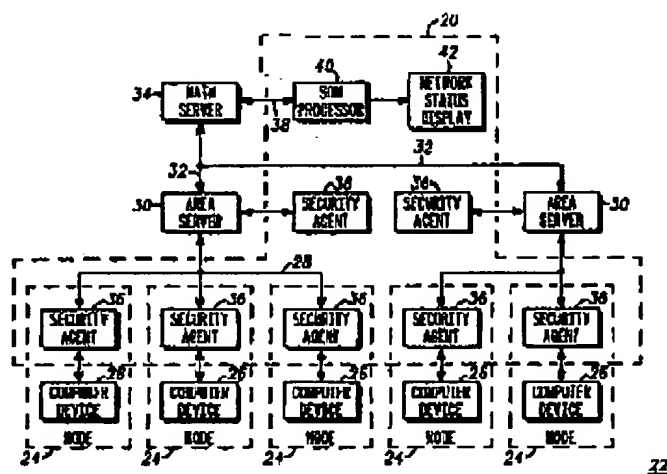 20
42
40
34
MAIN
SERVER
SOM
PROCESSOR
NETWORK
STATUS
DISPLAY
38
32
32
36
36
30
AREA
SERVER
SECURITY
AGENT
SECURITY
AGENT
AREA
SERVER
30
28
36
36
36
36
36
SECURITY
AGENT
SECURITY
AGENT
SECURITY
AGENT
SECURITY
AGENT
SECURITY
AGENT
26
26
26
26
26
COMPUTER
DEVICE
COMPUTER
DEVICE
COMPUTER
DEVICE
COMPUTER
DEVICE
COMPUTER
DEVICE
24
NODE
24
NODE
24
NODE
24
NODE
24
NODE
22